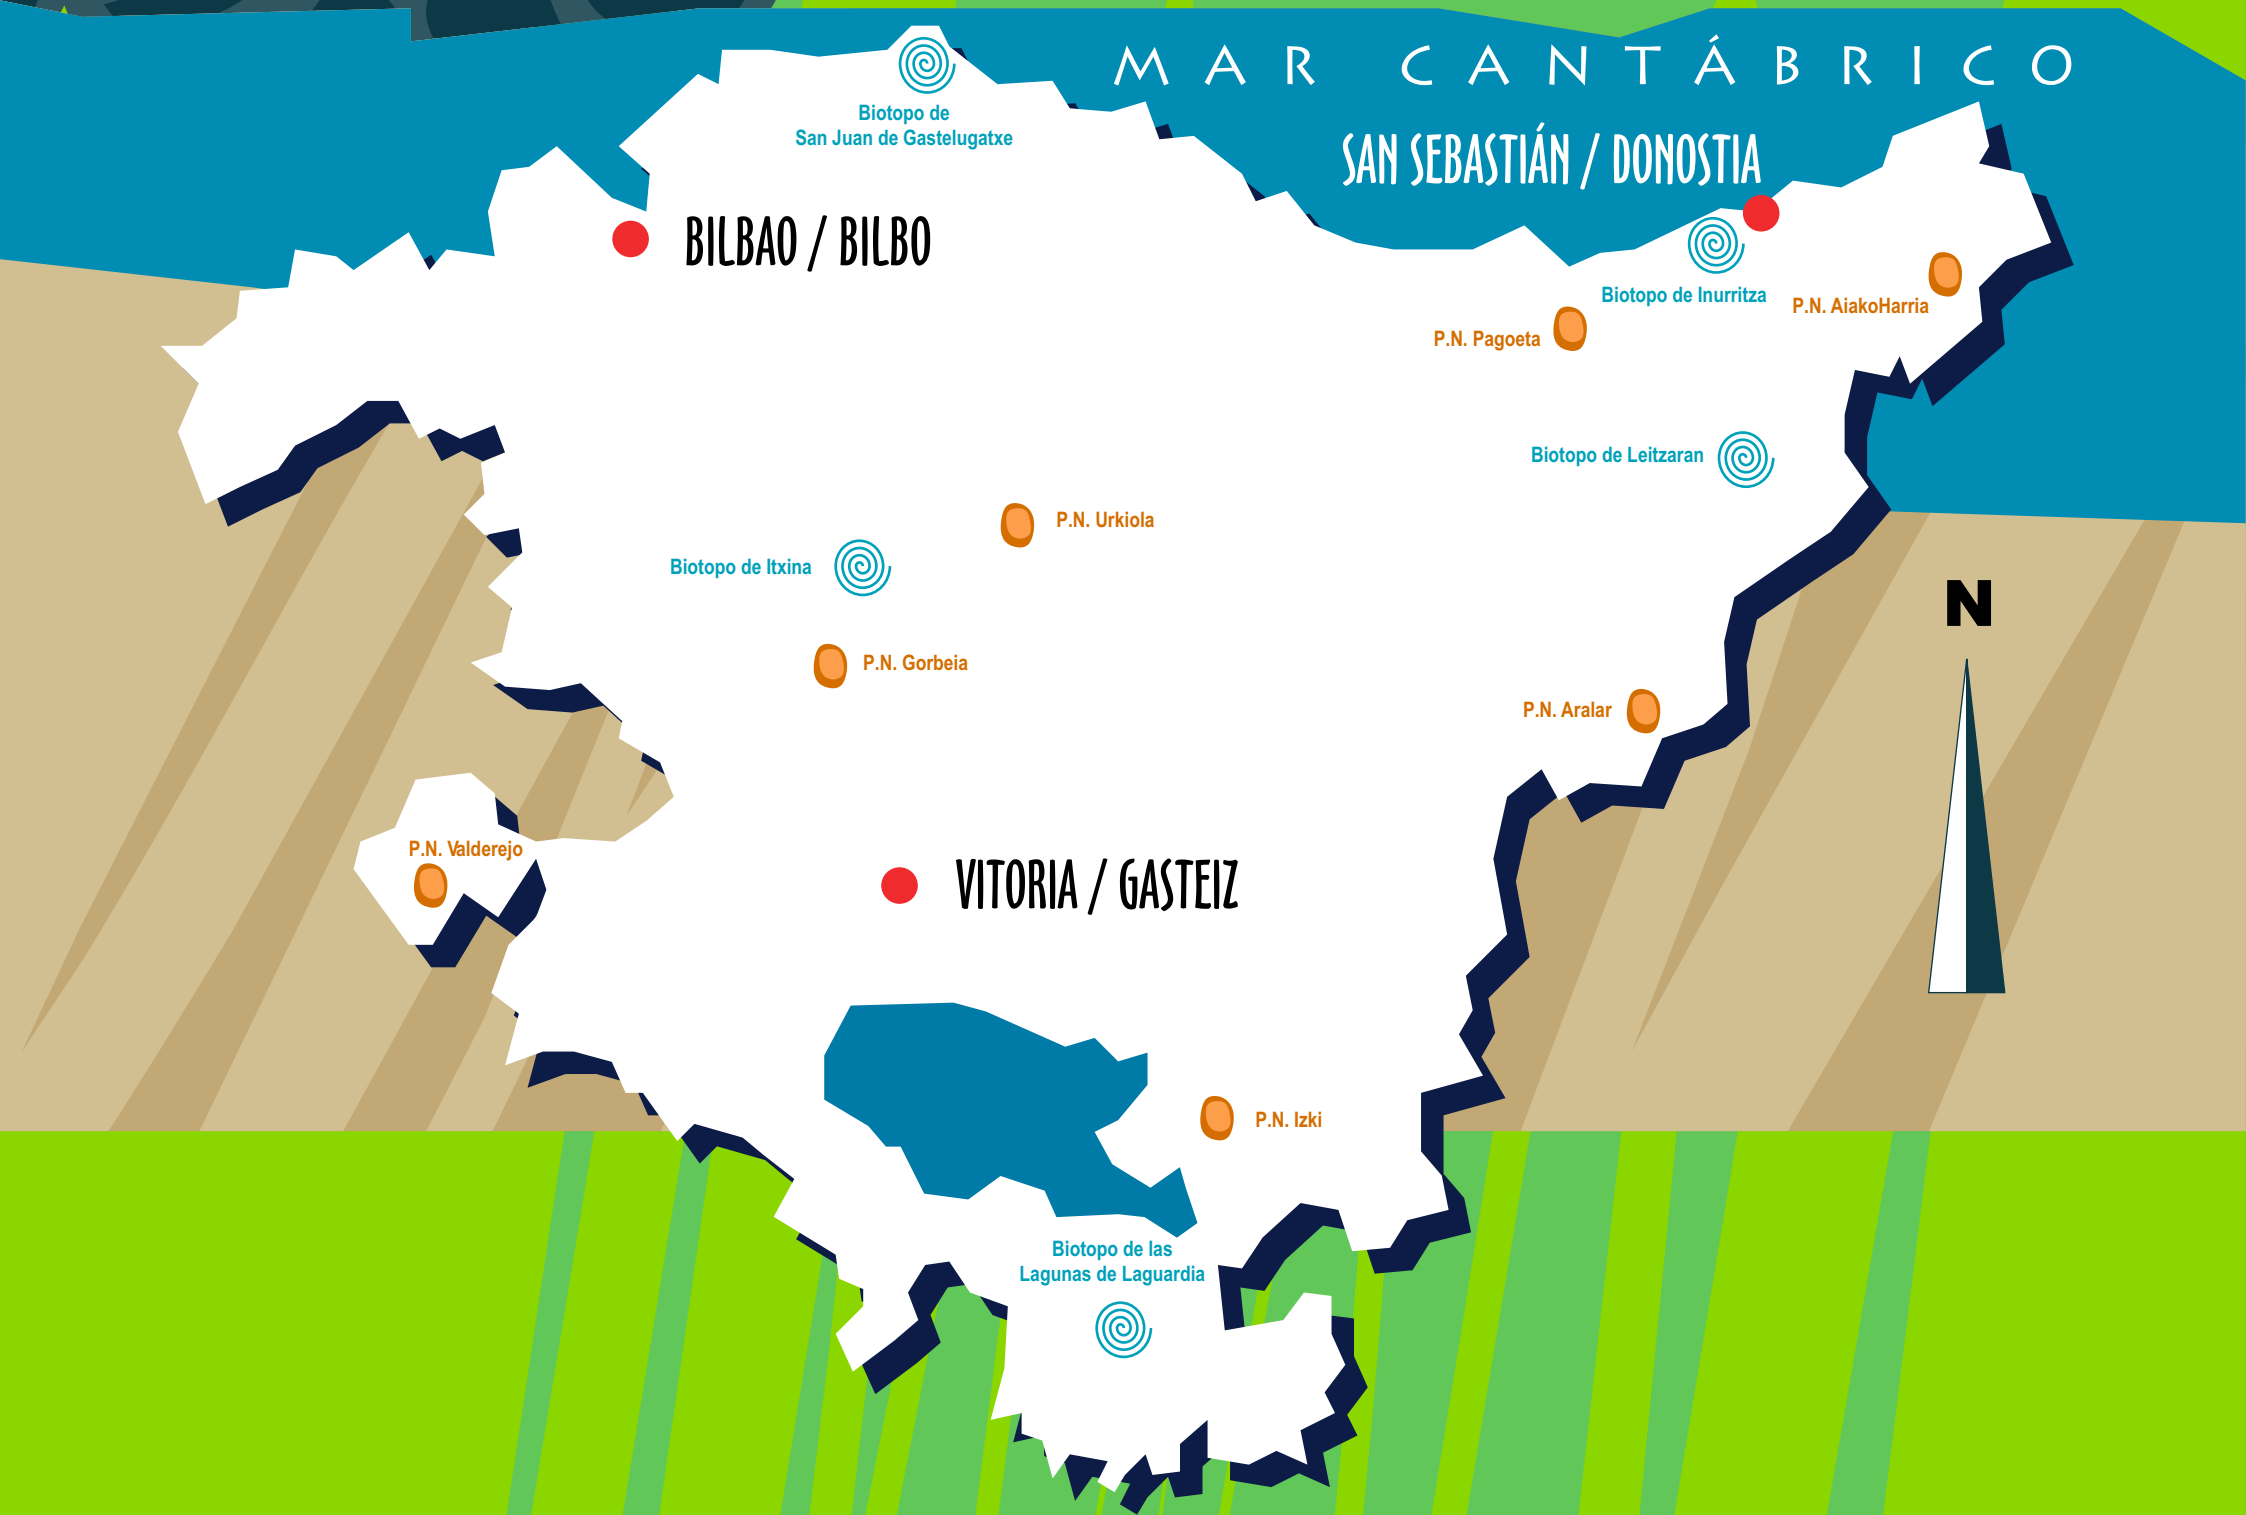 MAR CANTÁBRICO
Biotopo de
San Juan de Gastelugatxe
SAN SEBASTIÁN / DONOSTIA
BILBAO / BILBO
Biotopo de Inurritza
P.N. AiakoHarria
P.N. Pagoeta
Biotopo de Leitzaran
P.N. Urkiola
Biotopo de Itxina
N
P.N. Gorbeia
P.N. Aralar
P.N. Valderejo
VITORIA / GASTEIZ
P.N. Izki
Biotopo de las
Lagunas de Laguardia